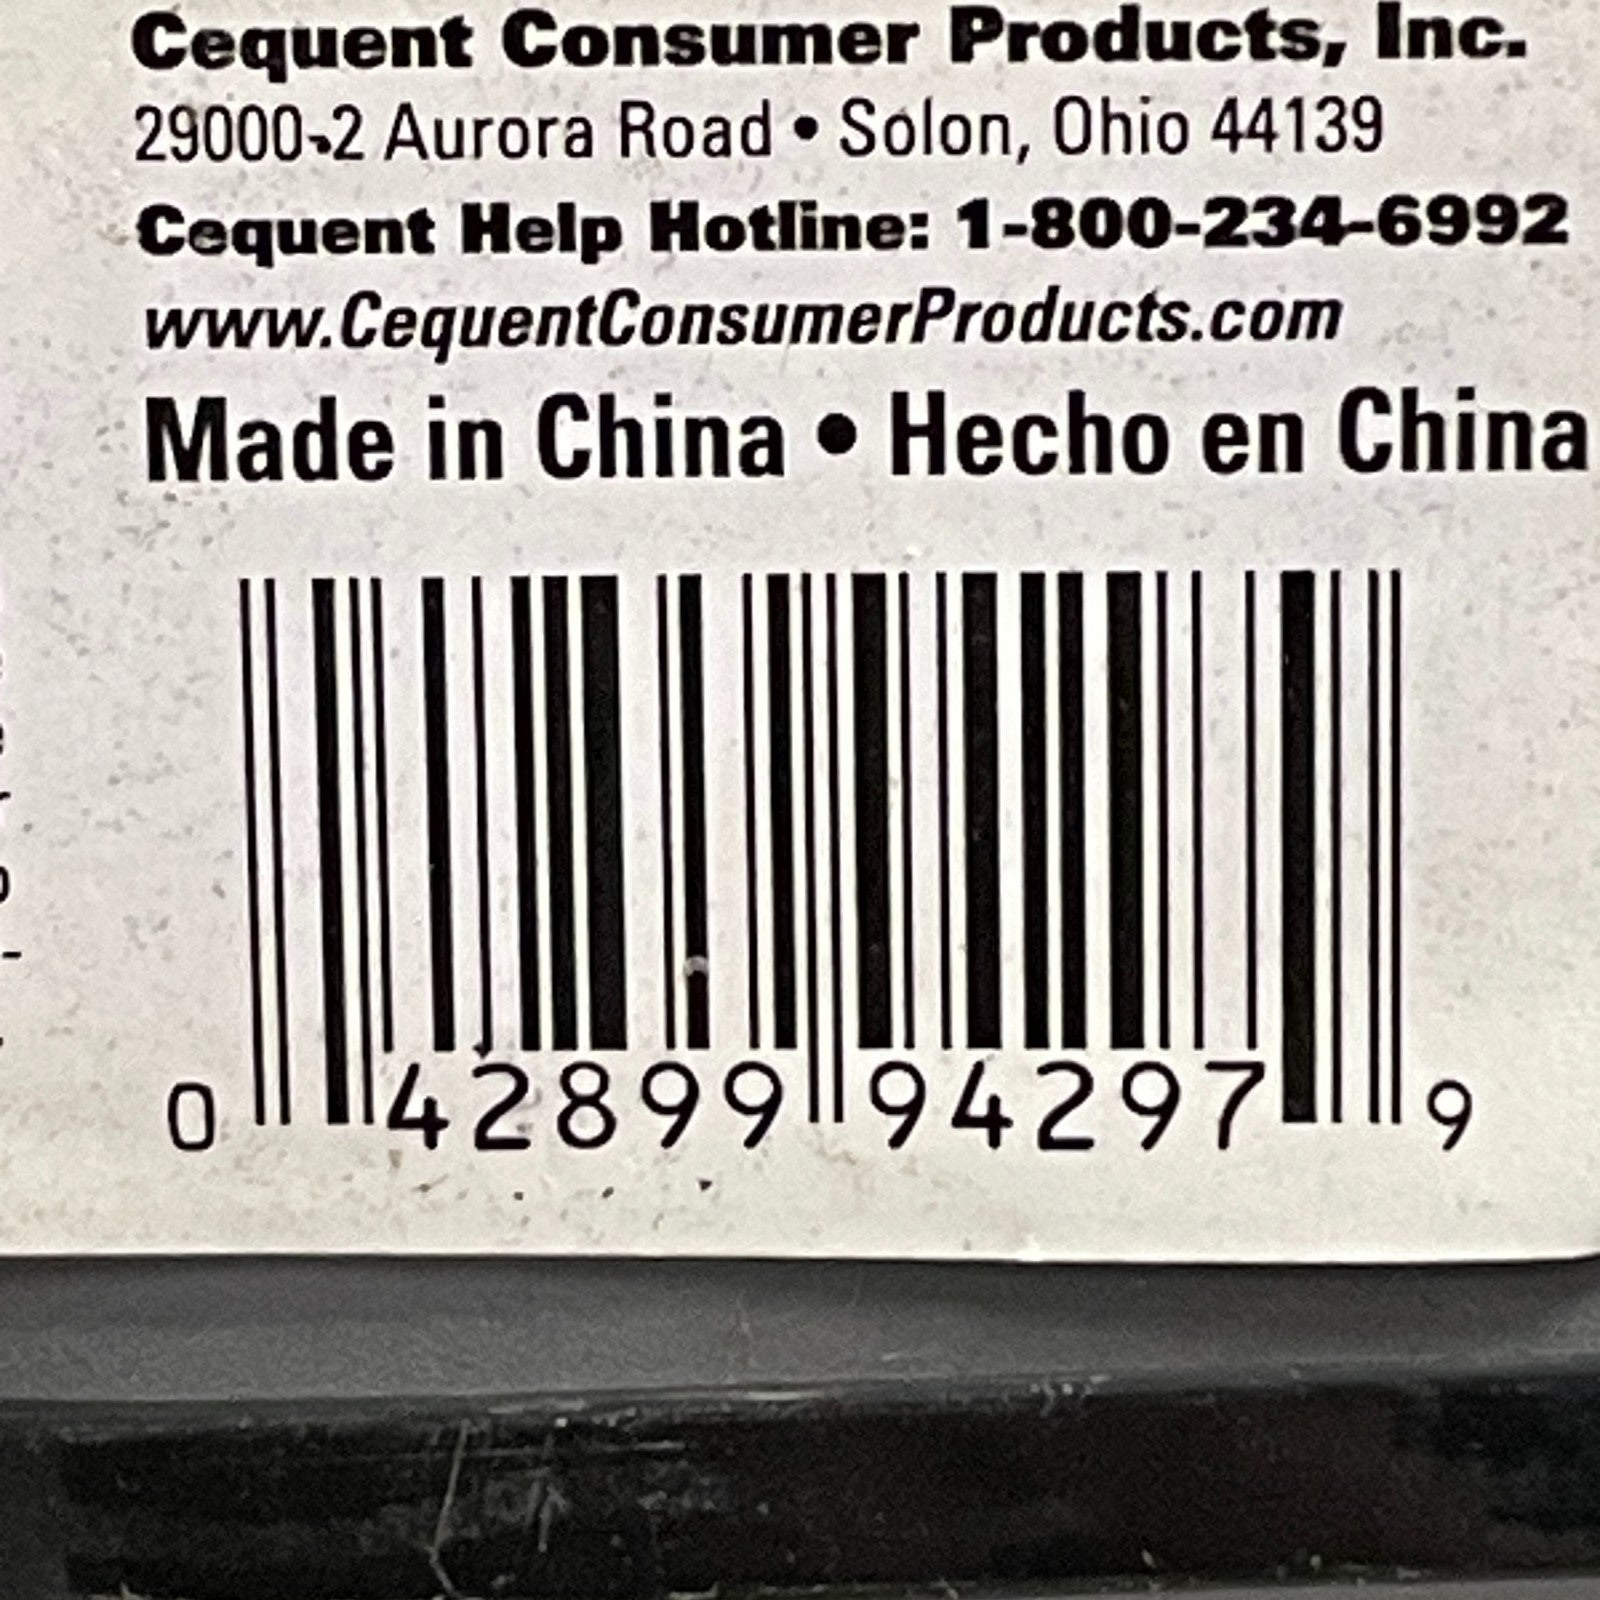 Cequent Consumer Products, Inc.
29000-2 Aurora Road • Solon, Ohio 44139
Cequent Help Hotline: 1-800-234-6992
www.CequentConsumerProducts.com
Made in China • Hecho en China
0 42899 94297 9